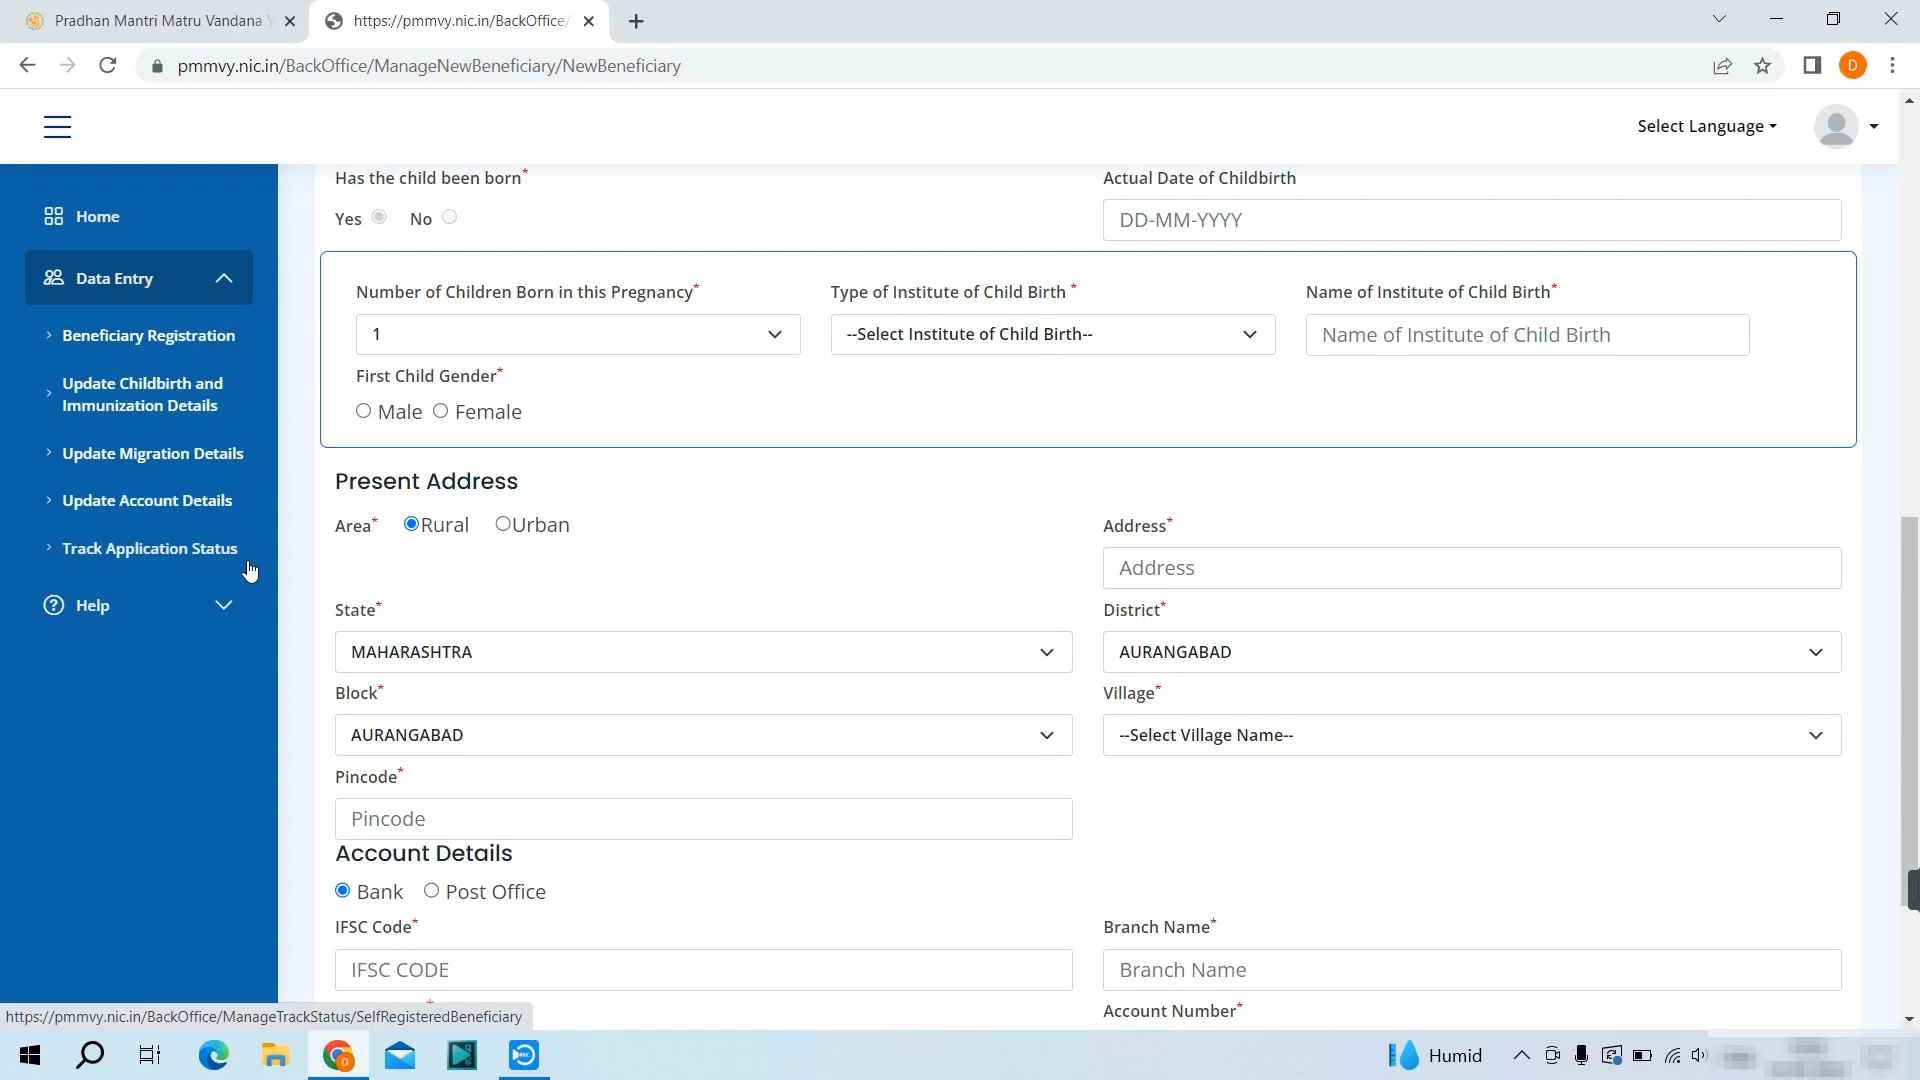 Pradhan Mantri Matru Vandana Y
https://pmmvy.nic.in/BackOffice/
pmmvy.nic.in/BackOffice/ManageNewBeneficiary/NewBeneficiary
D
Select Language
Home
Data Entry
Beneficiary Registration
Update Childbirth and
Immunization Details
Update Migration Details
Update Account Details
Track Application Status
Help
Has the child been born*
Actual Date of Childbirth
Yes No
DD-MM-YYYY
Number of Children Born in this Pregnancy*
Type of Institute of Child Birth *
Name of Institute of Child Birth*
1
--Select Institute of Child Birth--
Name of Institute of Child Birth
First Child Gender*
Male Female
Present Address
Area* Rural Urban
Address*
Address
State*
District*
MAHARASHTRA
AURANGABAD
Block*
Village*
AURANGABAD
--Select Village Name--
Pincode*
Pincode
Account Details
Bank Post Office
IFSC Code*
Branch Name*
IFSC CODE
Branch Name
Account Number*
https://pmmvy.nic.in/BackOffice/ManageTrackStatus/SelfRegisteredBeneficiary
D
REC
Humid